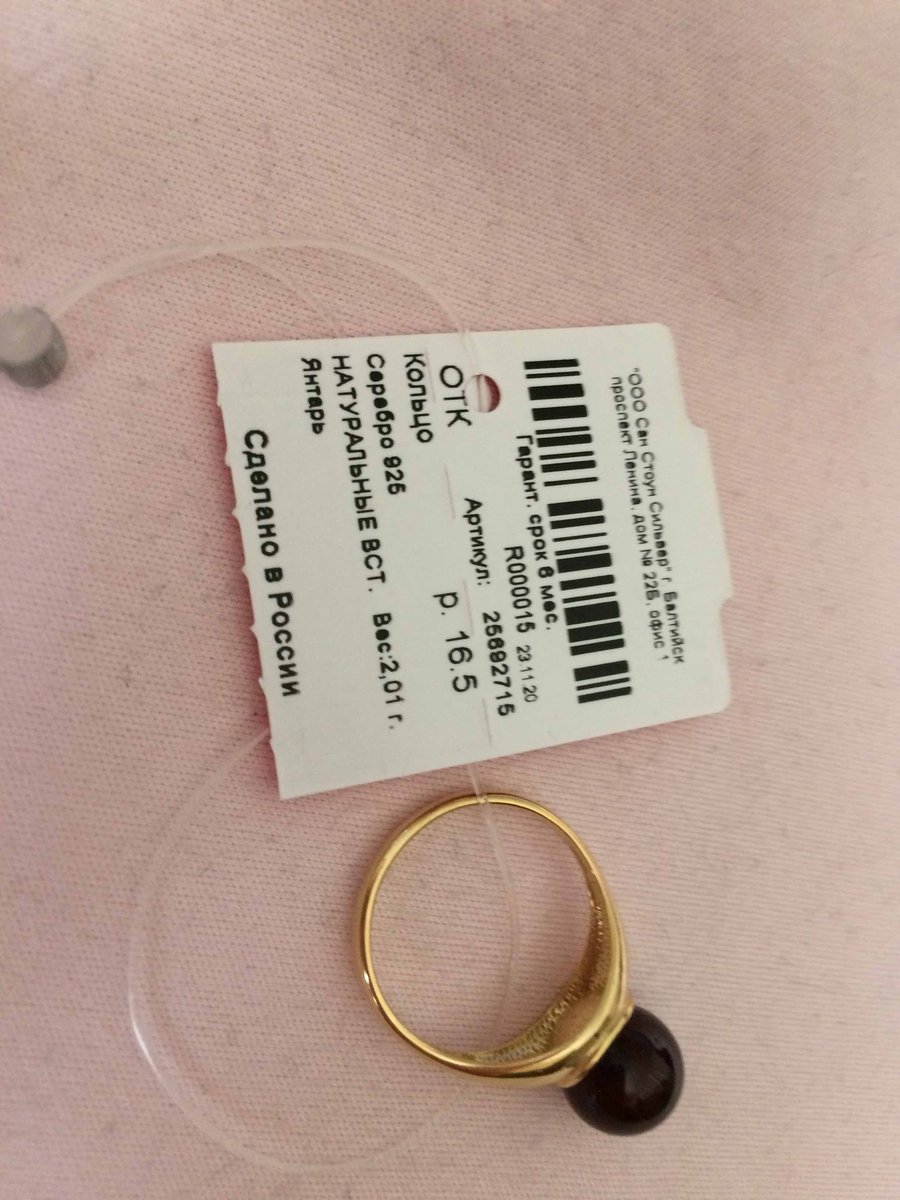 "ООО Сан Стоун Сильвер" г. Балтийск
проспект Ленина, дом № 22Б, офис 1
Гарант. срок 6 мес.
R000015 23.11.20
Артикул: 25692715
ОТК р. 16.5
Кольцо
Серебро 925
НАТУРАЛЬНЫЕ ВСТ. Вес:2,01 г.
Янтарь
Сделано в России